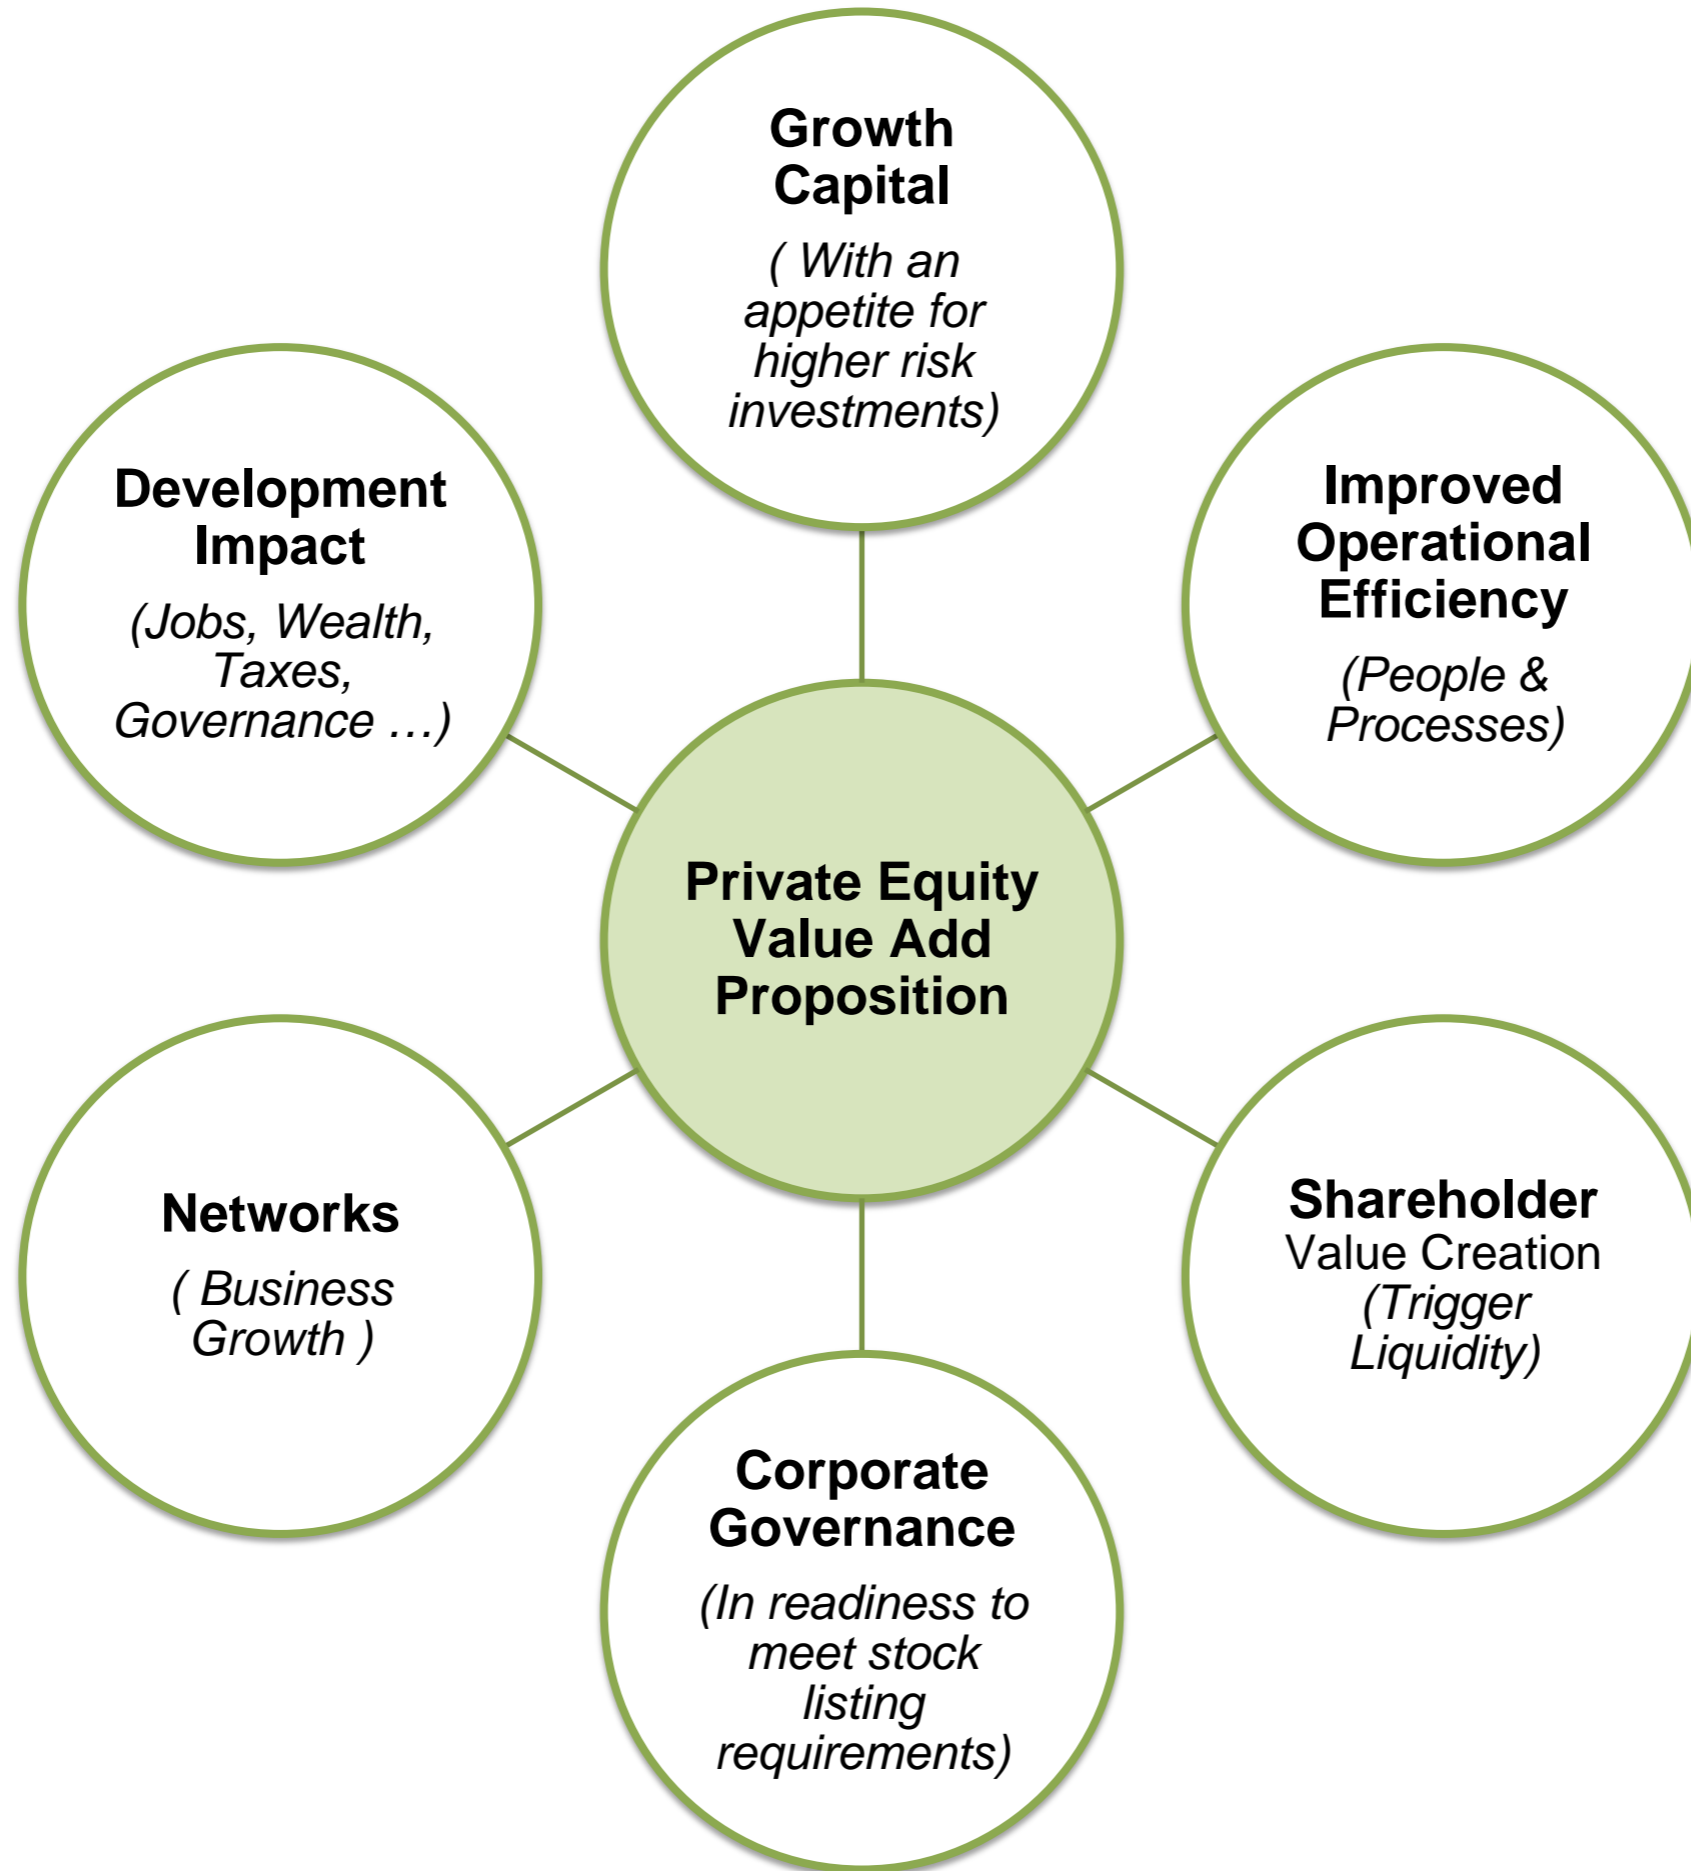 Growth
Capital
( With an
appetite for
higher risk
investments)
Improved
Operational
Efficiency
(People &
Processes)
Shareholder
Value Creation
(Trigger
Liquidity)
Corporate
Governance
(In readiness to
meet stock
listing
requirements)
Networks
( Business
Growth )
Development
Impact
(Jobs, Wealth,
Taxes,
Governance …)
Private Equity
Value Add
Proposition